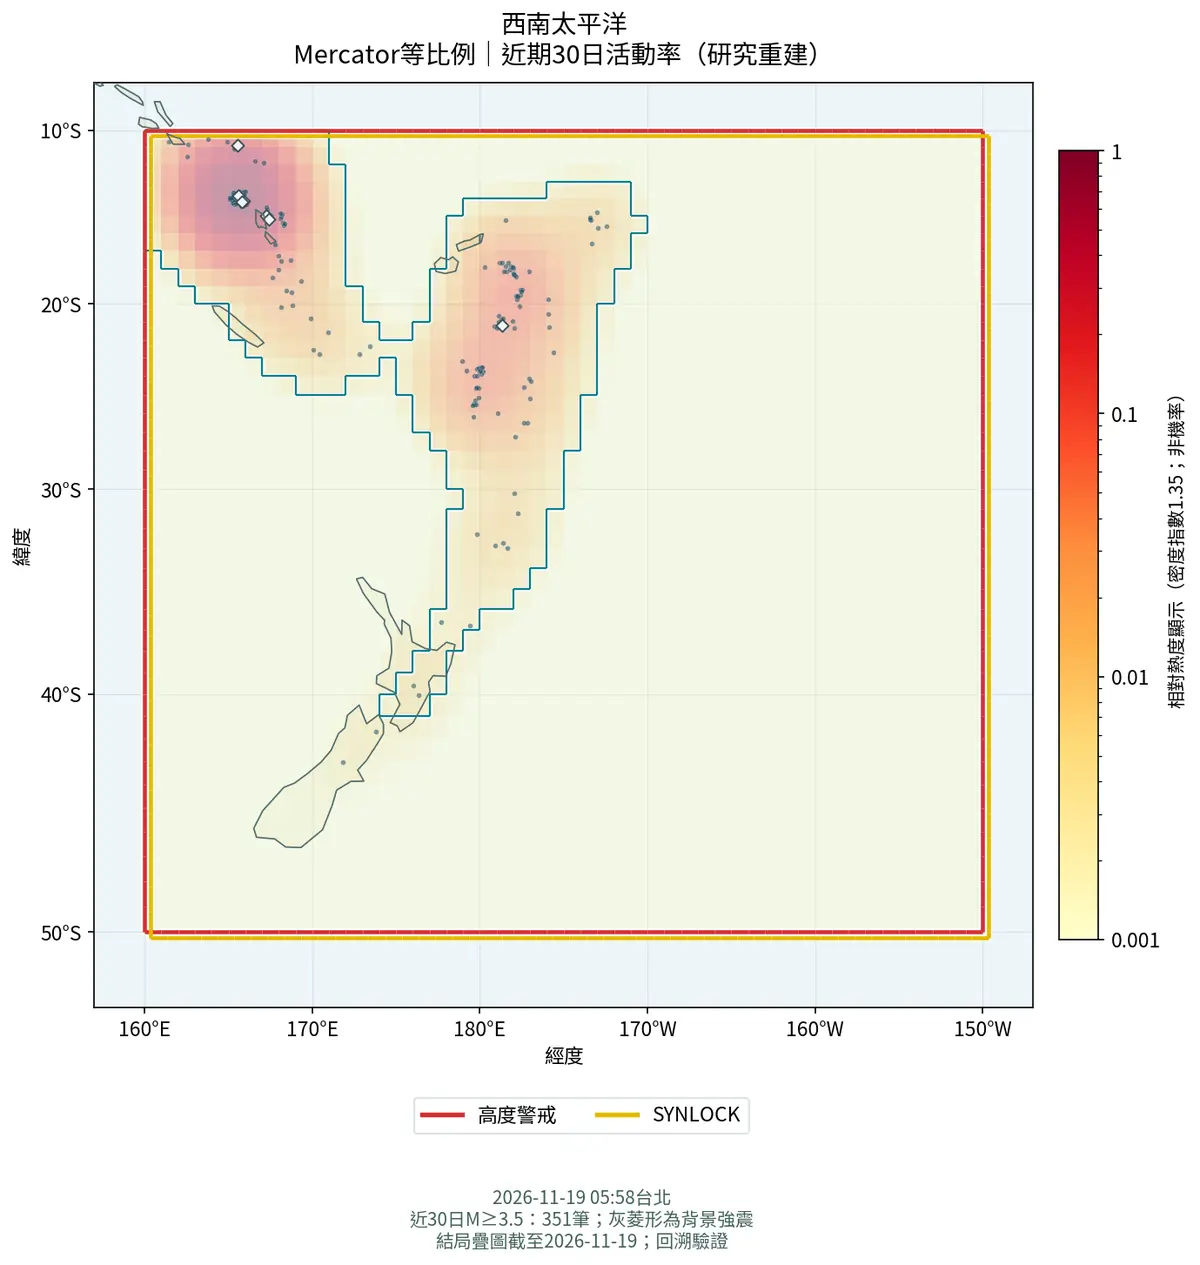 西南太平洋
Mercator等比例｜近期30日活動率（研究重建）
10°S
20°S
30°S
40°S
50°S
緯度
160°E
170°E
180°E
170°W
160°W
150°W
經度
1
0.1
0.01
0.001
相對熱度顯示（密度指數1.35；非機率）
高度警戒
SYNLOCK
2026-11-19 05:58台北
近30日M≥3.5：351筆；灰菱形為背景強震
結局疊圖截至2026-11-19；回溯驗證